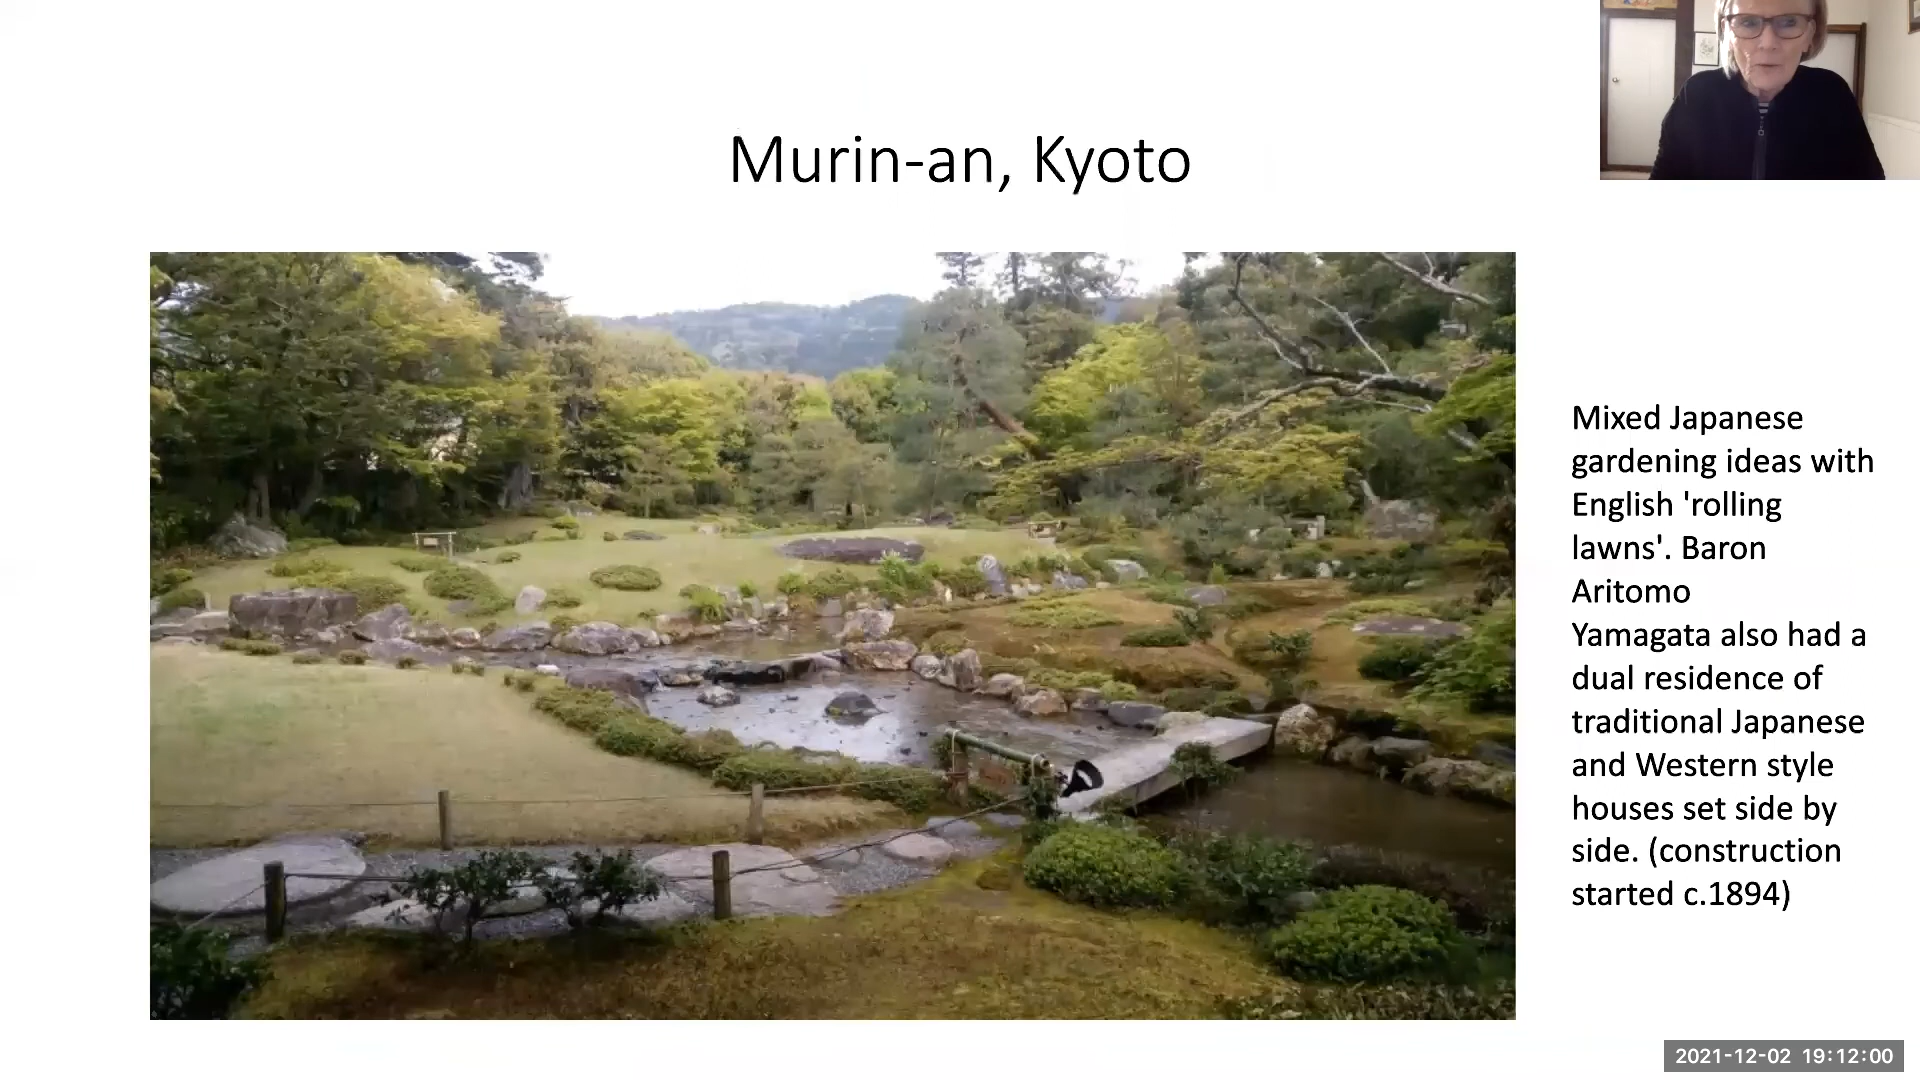 Murin-an, Kyoto
Mixed Japanese
gardening ideas with
English 'rolling
lawns'. Baron
Aritomo
Yamagata also had a
dual residence of
traditional Japanese
and Western style
houses set side by
side. (construction
started c.1894)
2021-12-02 19:12:00